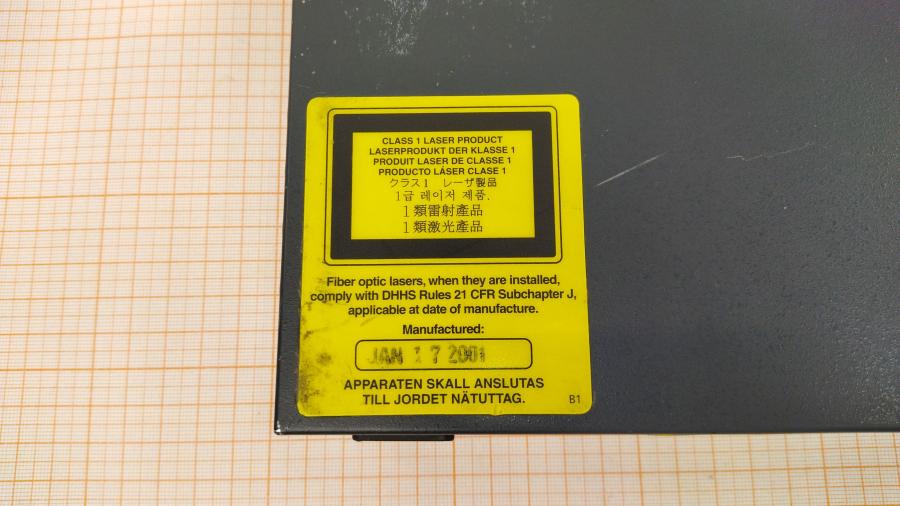 CLASS 1 LASER PRODUCT
LASERPRODUKT DER KLASSE 1
PRODUIT LASER DE CLASSE 1
PRODUCTO LÁSER CLASE 1
クラス1 レーザ製品
1급 레이저 제품.
1類雷射產品
1類激光產品
Fiber optic lasers, when they are installed,
comply with DHHS Rules 21 CFR Subchapter J,
applicable at date of manufacture.
Manufactured:
JAN 17 2001
APPARATEN SKALL ANSLUTAS
TILL JORDET NÄTUTTAG.
B1